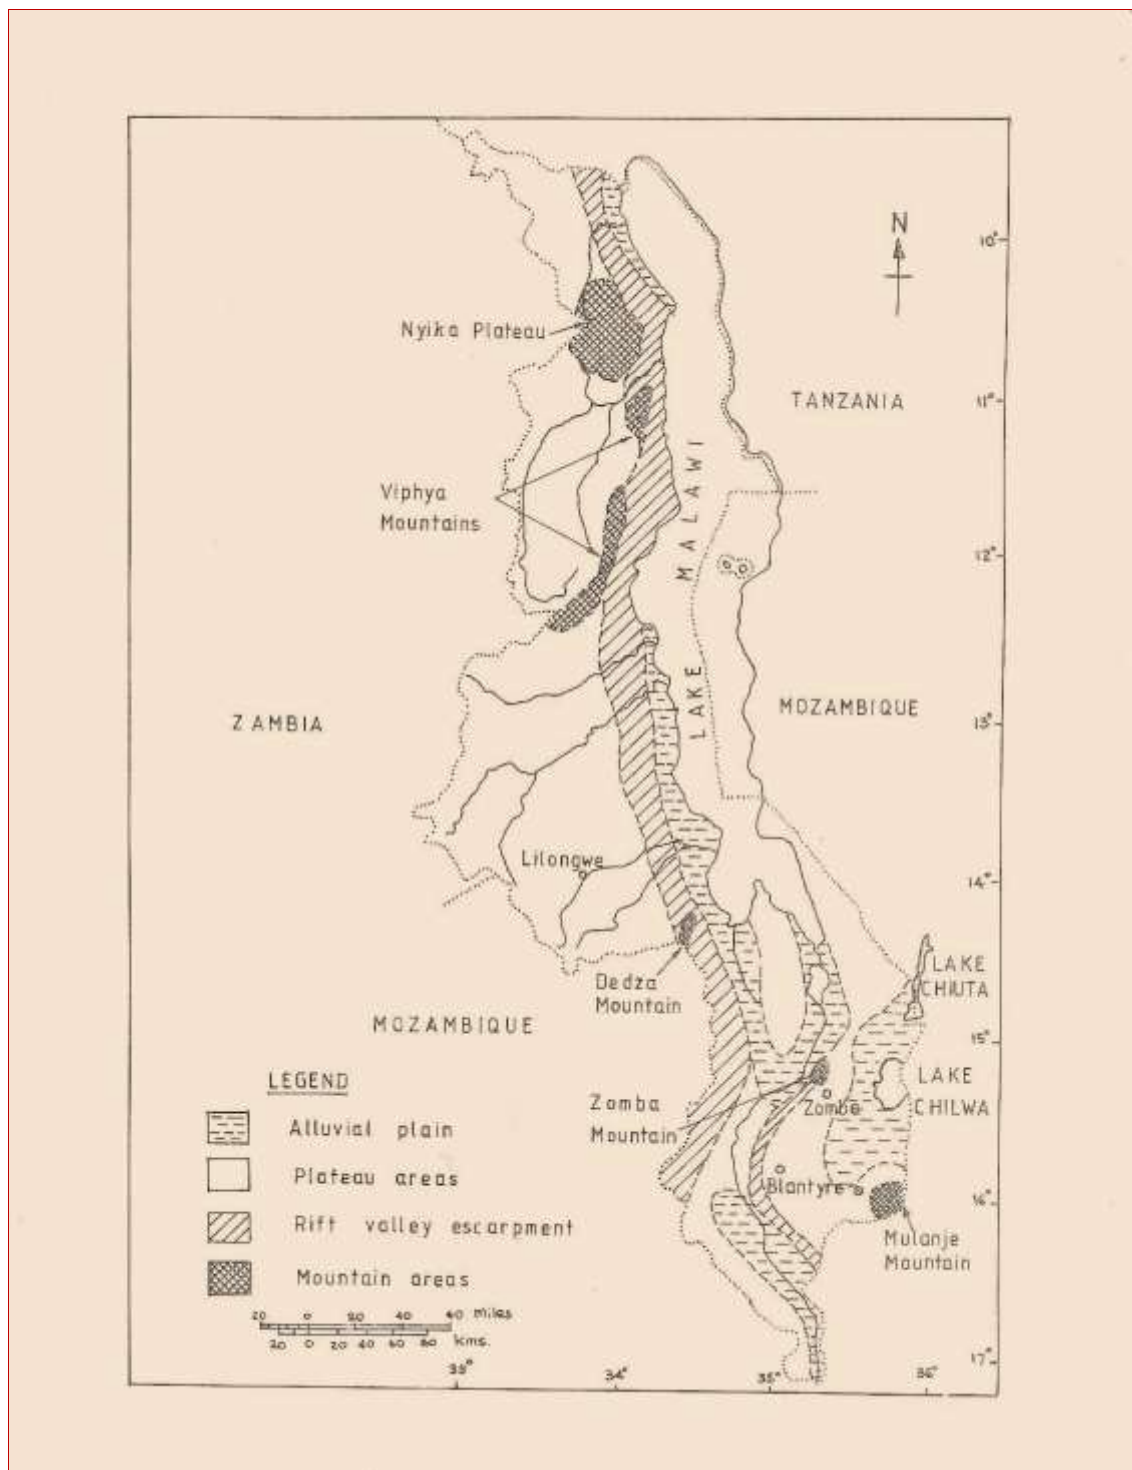 N
10°
Nyika Plateau
TANZANIA
11°
Viphya
Mountains
LAKE MALAWI
12°
ZAMBIA
MOZAMBIQUE
13°
Lilongwe
14°
LAKE
CHIUTA
Dedza
Mountain
MOZAMBIQUE
15°
LEGEND
LAKE
CHILWA
Zomba
Mountain
Zomba
Alluvial plain
Plateau areas
Blantyre
16°
Rift valley escarpment
Mulanje
Mountain
Mountain areas
20 0 20 40 60 miles
20 0 20 40 60 80 kms.
17°
33° 34° 35° 36°